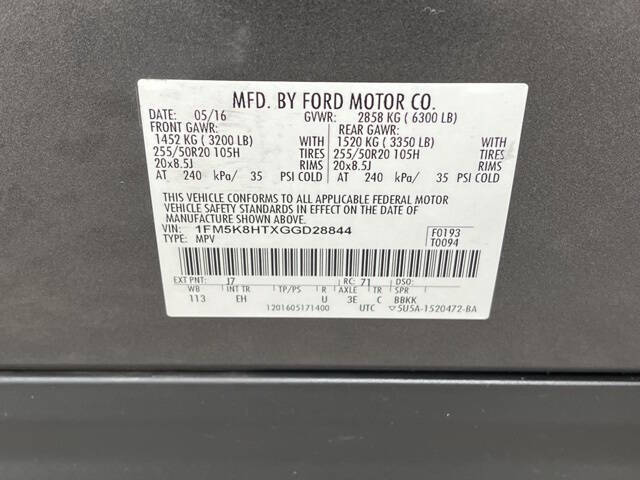 MFD. BY FORD MOTOR CO.
DATE: 05/16 GVWR: 2858 KG ( 6300 LB)
FRONT GAWR: REAR GAWR:
1452 KG ( 3200 LB) WITH 1520 KG ( 3350 LB) WITH
255/50R20 105H TIRES 255/50R20 105H TIRES
20x8.5J RIMS 20x8.5J RIMS
AT 240 kPa/ 35 PSI COLD AT 240 kPa/ 35 PSI COLD
THIS VEHICLE CONFORMS TO ALL APPLICABLE FEDERAL MOTOR
VEHICLE SAFETY STANDARDS IN EFFECT ON THE DATE OF
MANUFACTURE SHOWN ABOVE.
VIN: 1FM5K8HTXGGD28844 F0193
TYPE: MPV T0094
EXT PNT: J7 RC: 71 DSO:
WB INT TR TP/PS R AXLE TR SPR
113 EH U 3E C BBKK
1201605171400 UTC ▽5U5A-1520472-BA